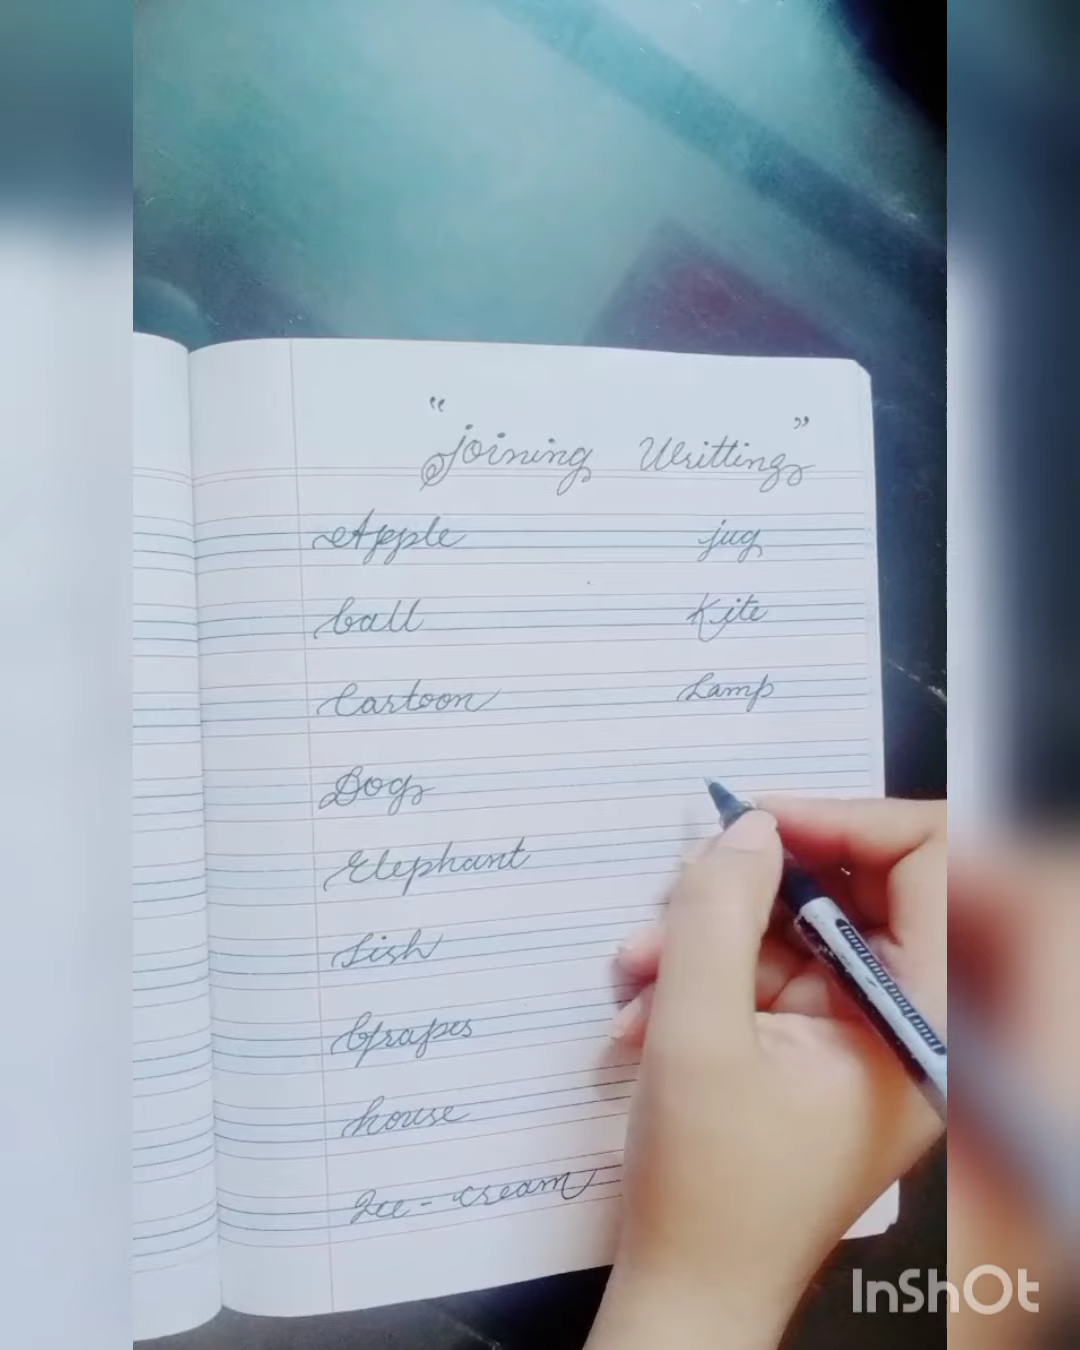 "Joining Writting"
Apple
ball
Cartoon
Dog
Elephant
Fish
Grapes
house
Ice-cream
jug
Kite
Lamp
InShOt